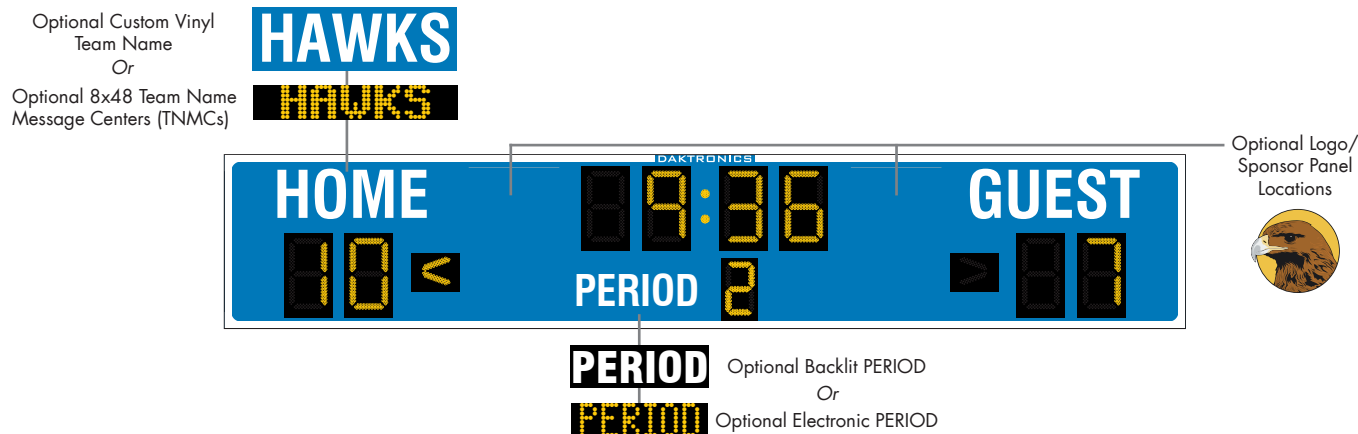 Optional Custom Vinyl
Team Name
Or
Optional 8x48 Team Name
Message Centers (TNMCs)
HAWKS
HAWKS
DAKTRONICS
HOME
9:36
GUEST
10 <
PERIOD 2
> 7
Optional Logo/
Sponsor Panel
Locations
PERIOD
Optional Backlit PERIOD
Or
PERIOD
Optional Electronic PERIOD